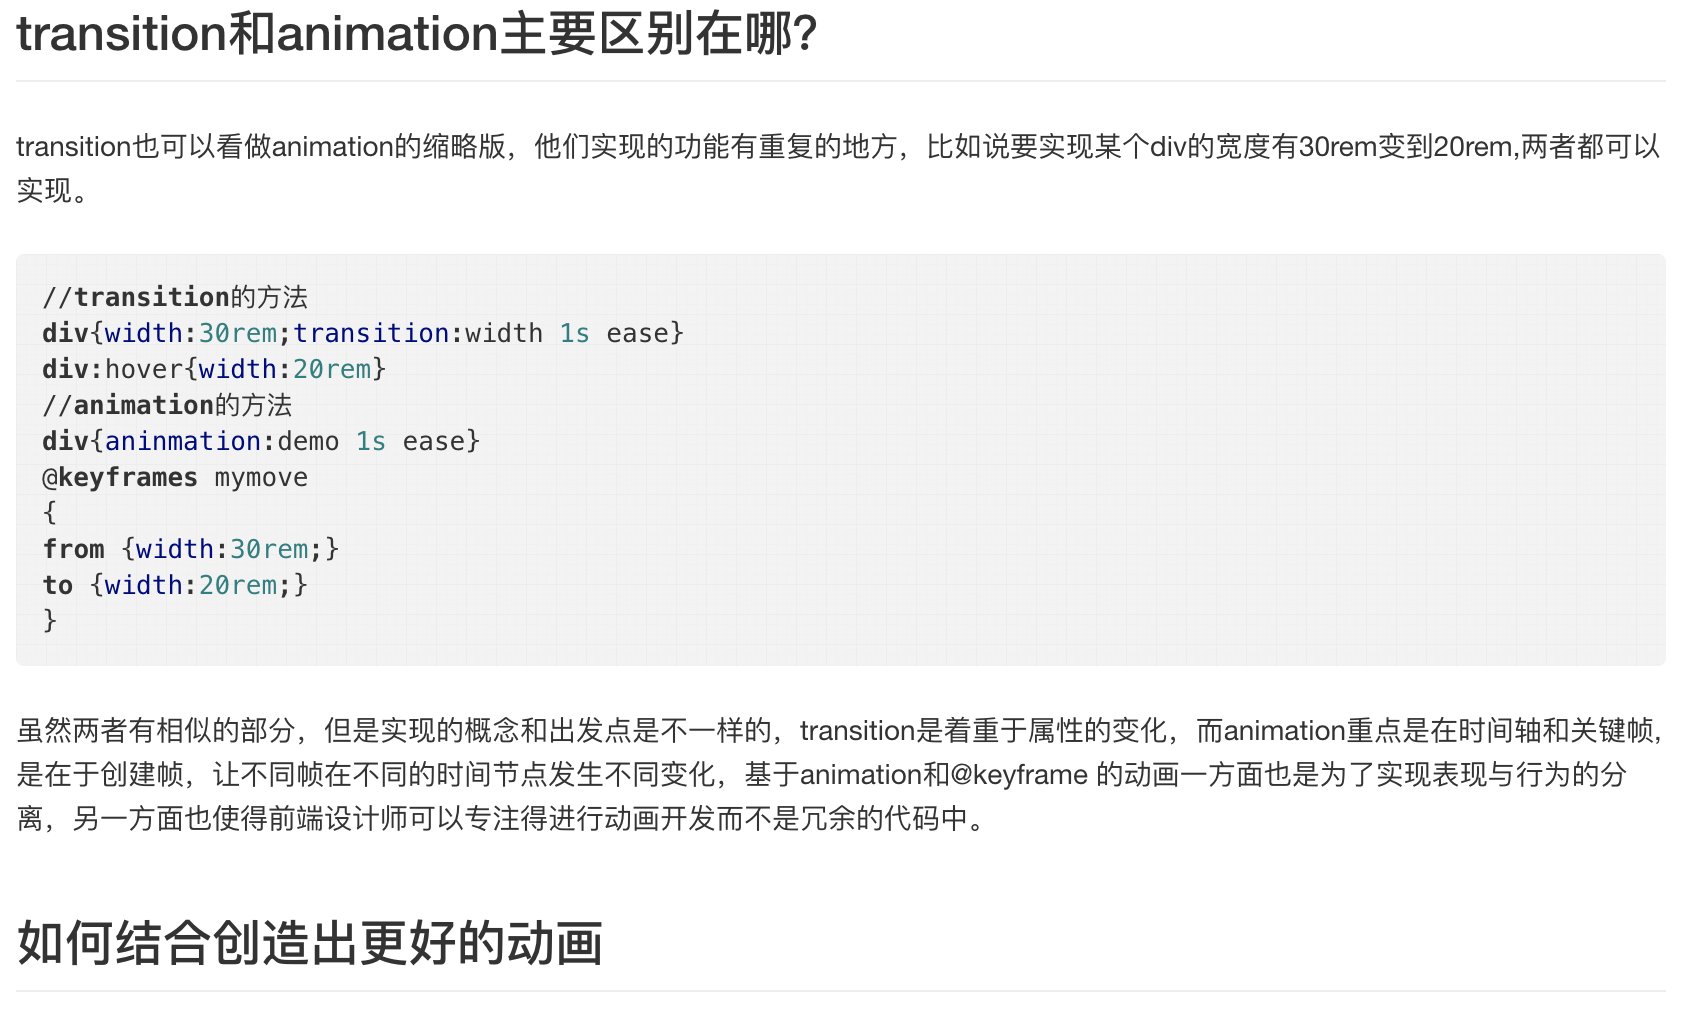 transition和animation主要区别在哪?
transition也可以看做animation的缩略版，他们实现的功能有重复的地方，比如说要实现某个div的宽度有30rem变到20rem,两者都可以
实现。
//transition的方法
div{width:30rem;transition:width 1s ease}
div:hover{width:20rem}
//animation的方法
div{aninmation:demo 1s ease}
@keyframes mymove
{
from {width:30rem;}
to {width:20rem;}
}
虽然两者有相似的部分，但是实现的概念和出发点是不一样的，transition是着重于属性的变化，而animation重点是在时间轴和关键帧,
是在于创建帧，让不同帧在不同的时间节点发生不同变化，基于animation和@keyframe 的动画一方面也是为了实现表现与行为的分
离，另一方面也使得前端设计师可以专注得进行动画开发而不是冗余的代码中。
如何结合创造出更好的动画